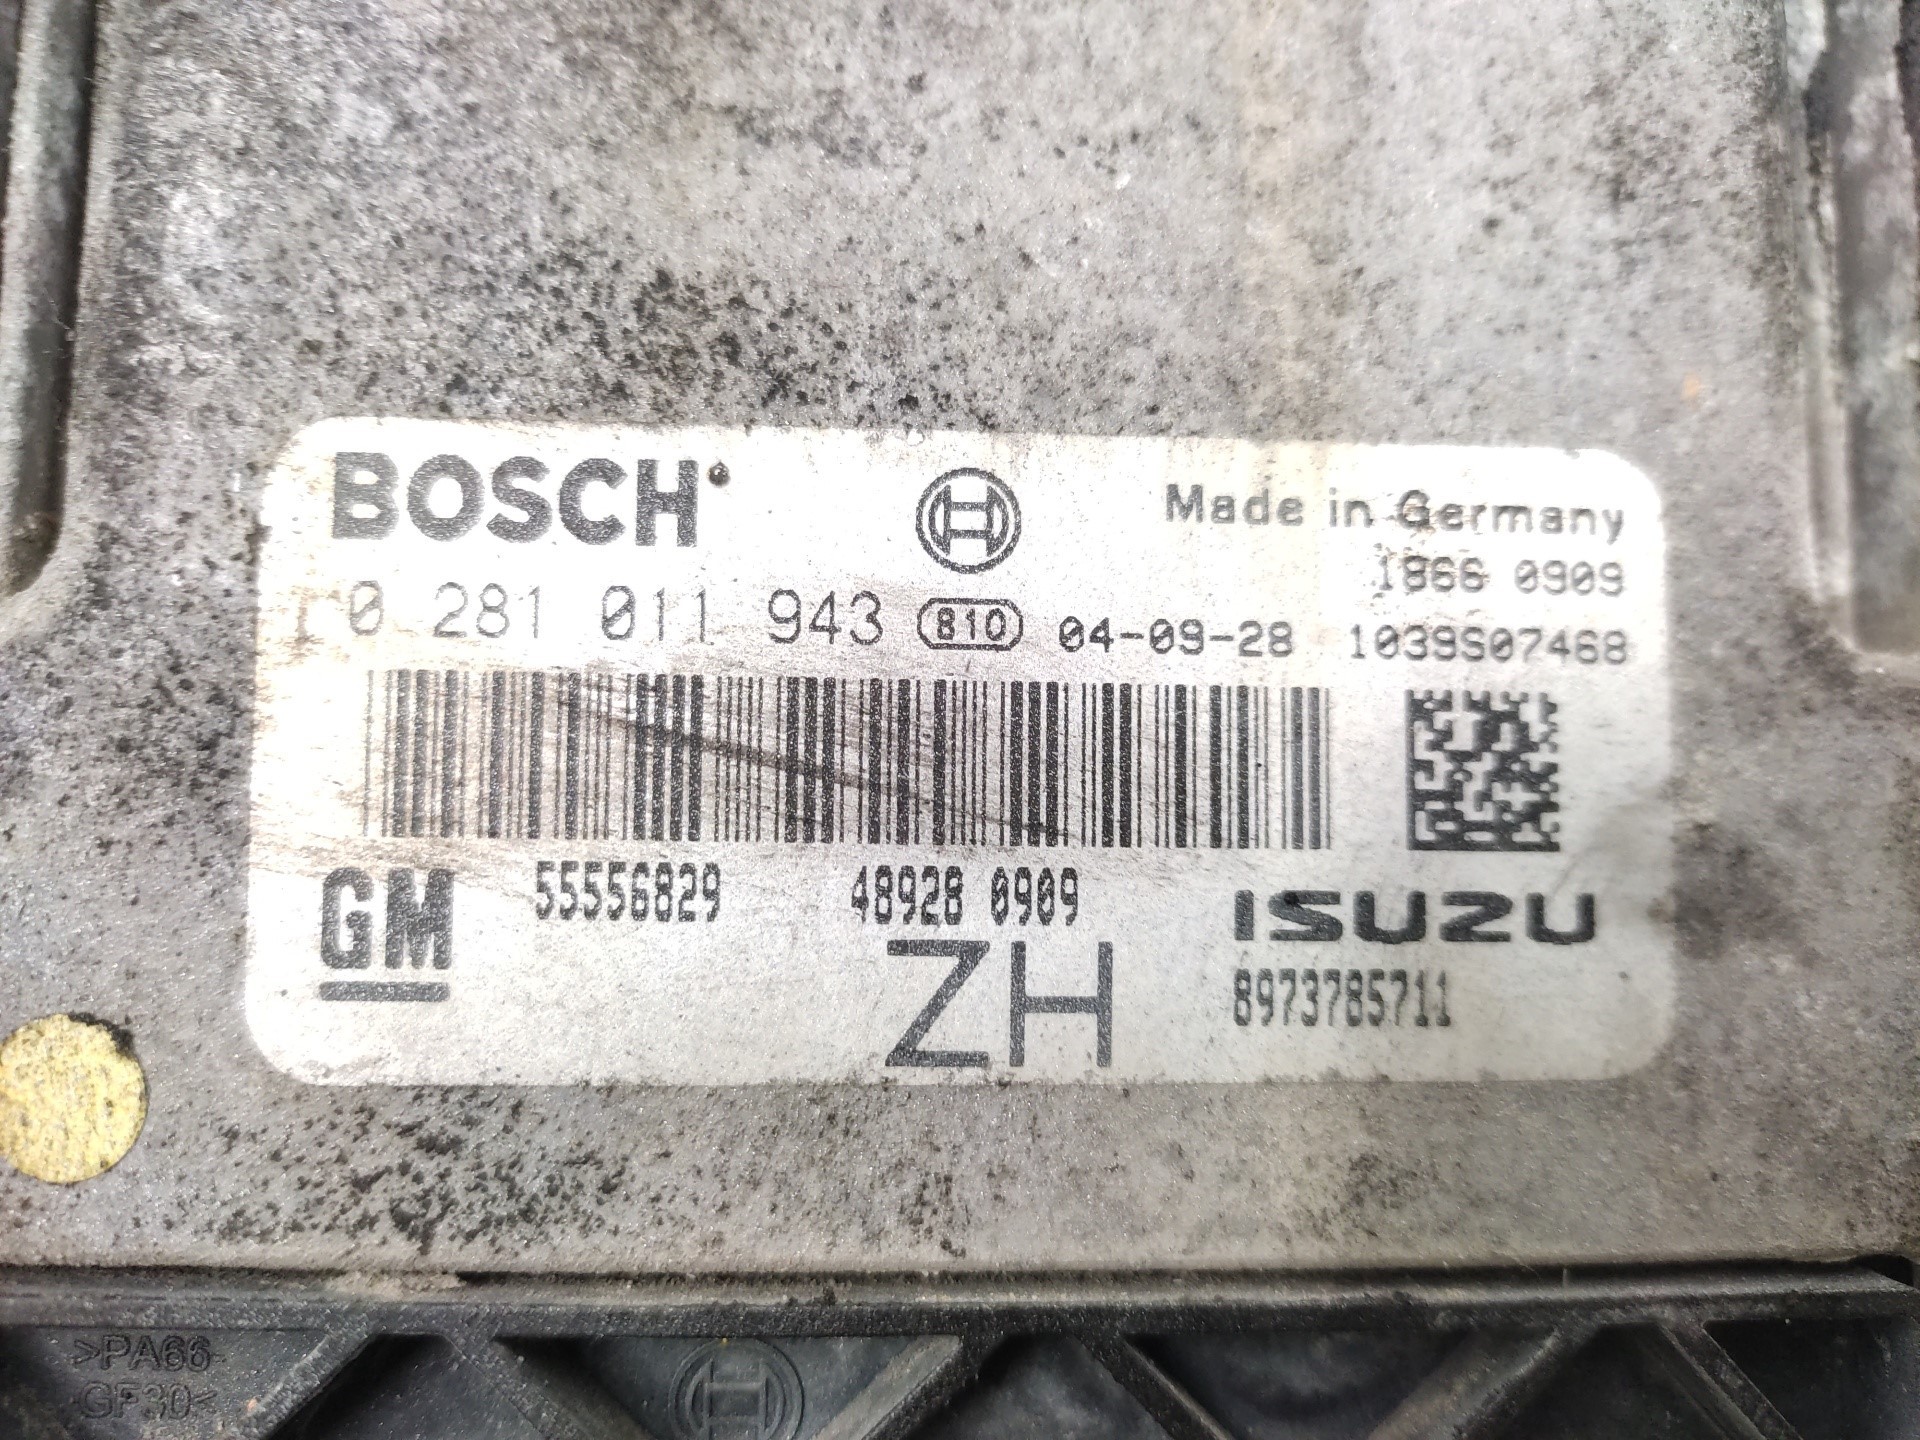 BOSCH
Made in Germany
1866 0909
0 281 011 943 810 04-09-28 1039S07468
GM 55556829 48928 0909 ISUZU
ZH 8973785711
>PA66-
GF30<